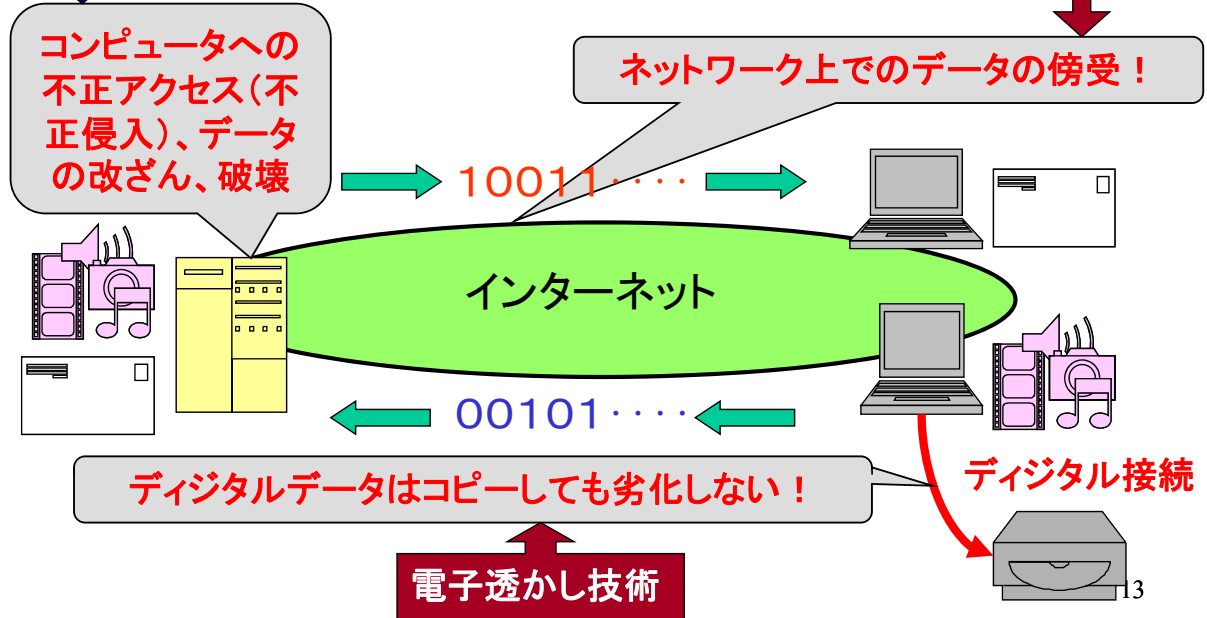 コンピュータへの
不正アクセス(不
正侵入)、データ
の改ざん、破壊
ネットワーク上でのデータの傍受！
10011‥‥
インターネット
00101‥‥
ディジタルデータはコピーしても劣化しない！
ディジタル接続
電子透かし技術
13